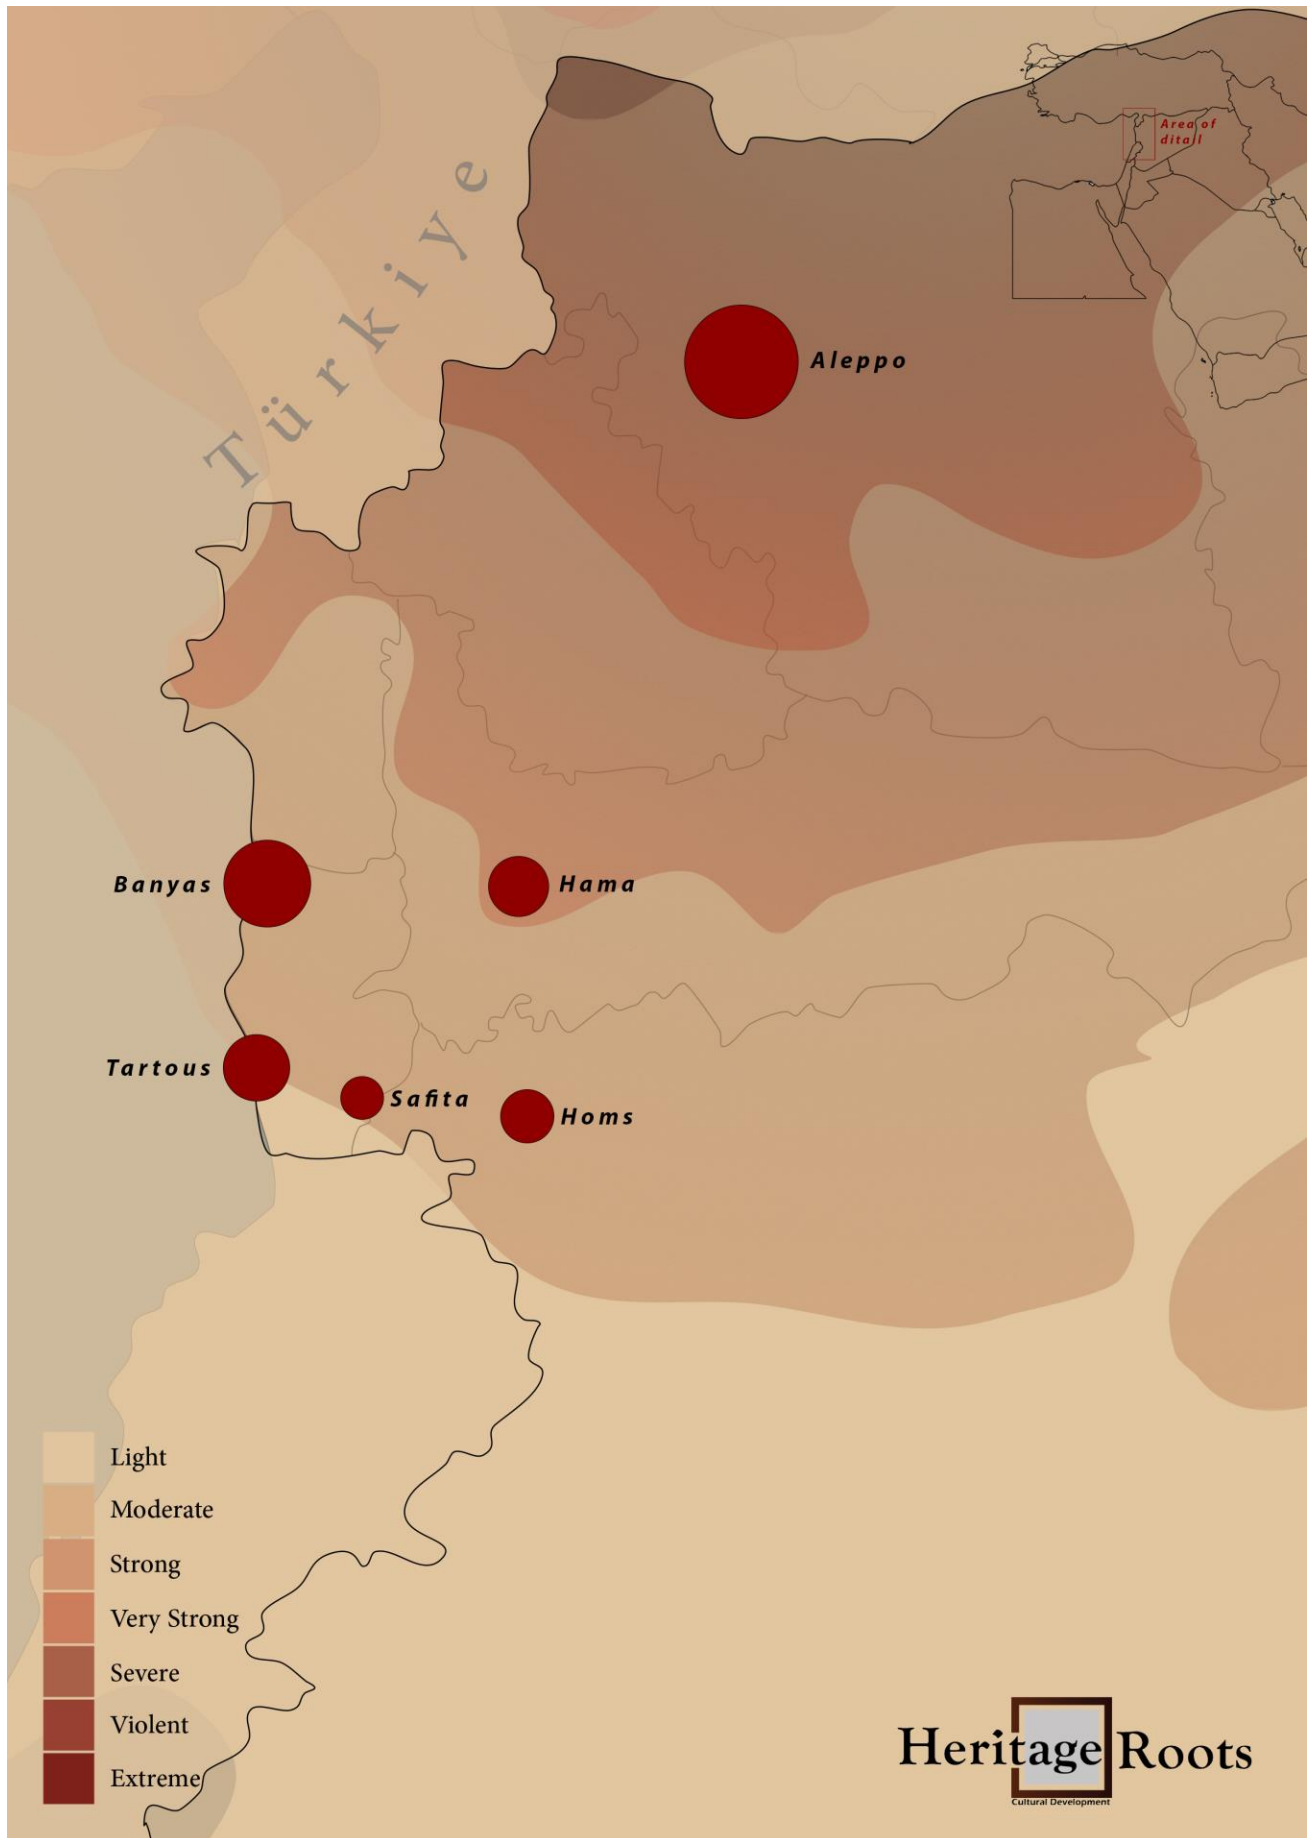 Area of
ditail
Türkiye
Aleppo
Banyas
Hama
Tartous
Safita
Homs
Light
Moderate
Strong
Very Strong
Severe
Violent
Extreme
Heritage Roots
Cultural Development